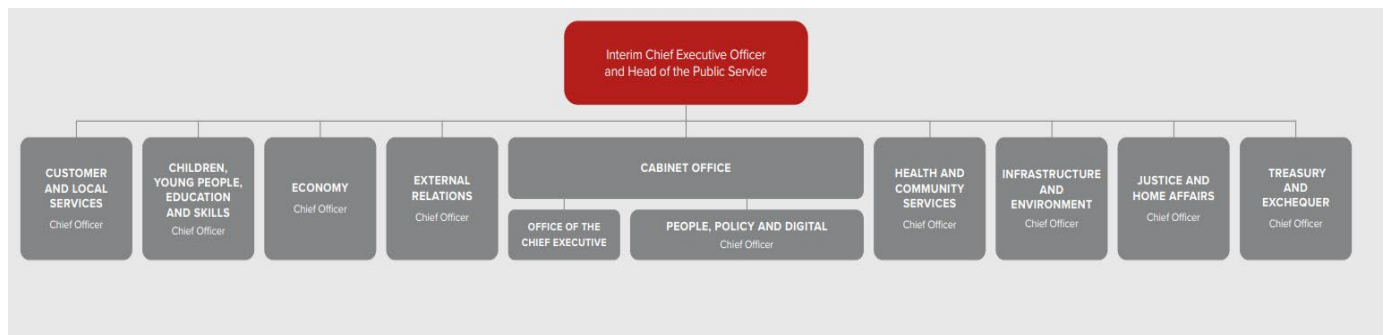 Interim Chief Executive Officer
and Head of the Public Service
CUSTOMER
AND LOCAL
SERVICES
Chief Officer
CHILDREN,
YOUNG PEOPLE,
EDUCATION
AND SKILLS
Chief Officer
ECONOMY
Chief Officer
EXTERNAL
RELATIONS
Chief Officer
CABINET OFFICE
OFFICE OF THE
CHIEF EXECUTIVE
PEOPLE, POLICY AND DIGITAL
Chief Officer
HEALTH AND
COMMUNITY
SERVICES
Chief Officer
INFRASTRUCTURE
AND
ENVIRONMENT
Chief Officer
JUSTICE AND
HOME AFFAIRS
Chief Officer
TREASURY
AND
EXCHEQUER
Chief Officer